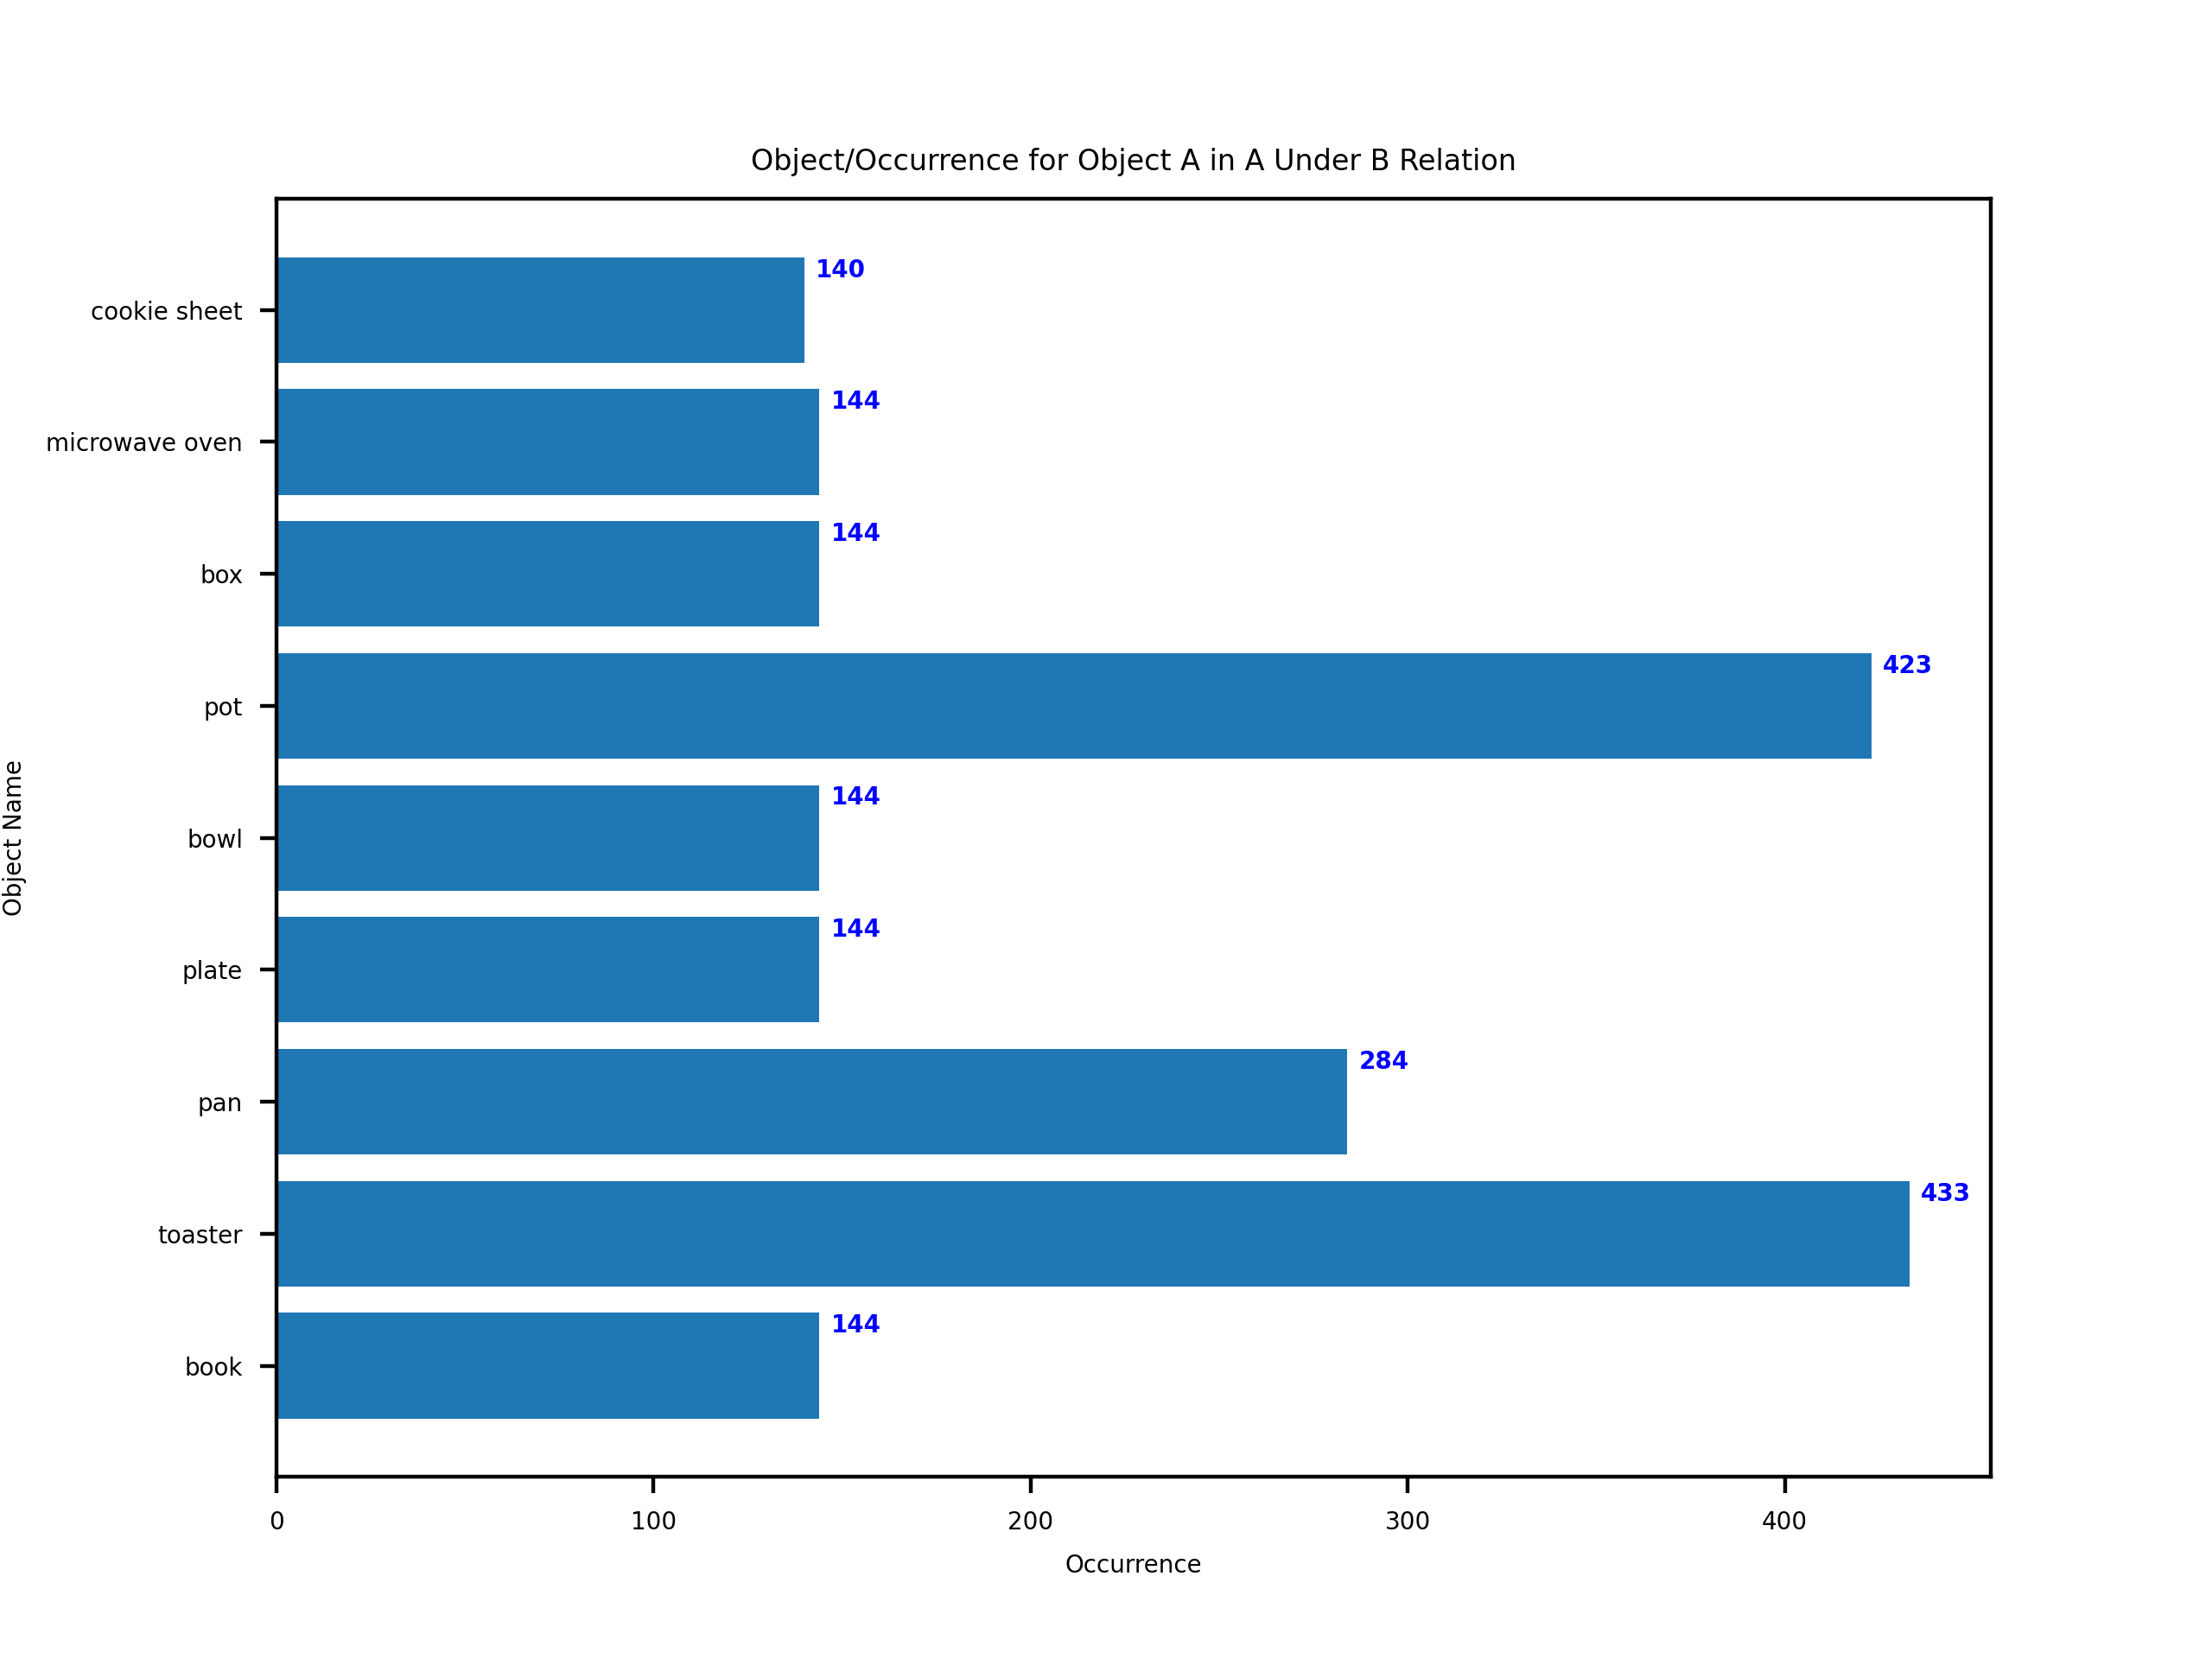 Object/Occurrence for Object A in A Under B Relation
cookie sheet
140
microwave oven
144
box
144
pot
423
bowl
144
plate
144
pan
284
toaster
433
book
144
Object Name
0 100 200 300 400
Occurrence